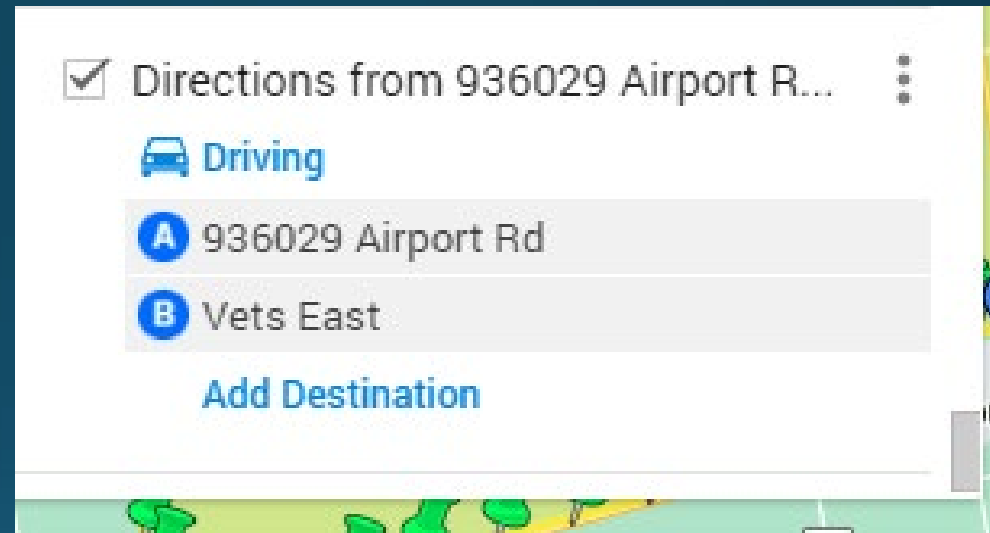 Directions from 936029 Airport R...
Driving
A 936029 Airport Rd
B Vets East
Add Destination